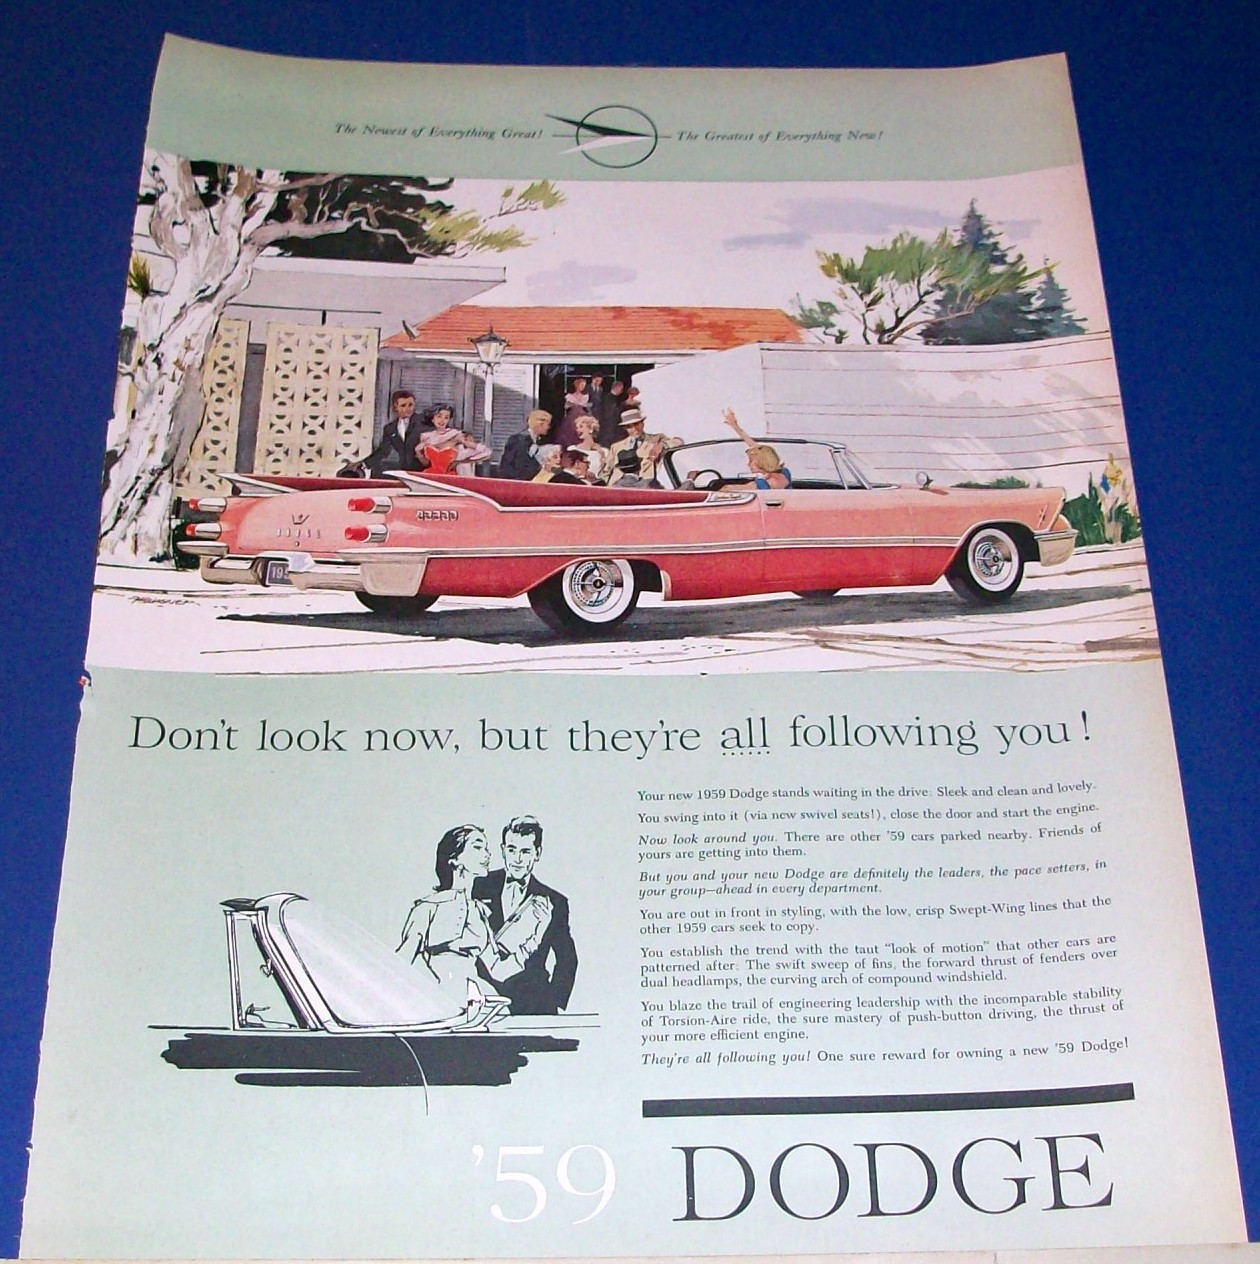 The Newest of Everything Great! The Greatest of Everything New!
DODGE
195
Don't look now, but they're all following you!
Your new 1959 Dodge stands waiting in the drive. Sleek and clean and lovely.
You swing into it (via new swivel seats!), close the door and start the engine.
Now look around you. There are other '59 cars parked nearby. Friends of
yours are getting into them.
But you and your new Dodge are definitely the leaders, the pace setters, in
your group—ahead in every department.
You are out in front in styling, with the low, crisp Swept-Wing lines that the
other 1959 cars seek to copy.
You establish the trend with the taut "look of motion" that other cars are
patterned after: The swift sweep of fins, the forward thrust of fenders over
dual headlamps, the curving arch of compound windshield.
You blaze the trail of engineering leadership with the incomparable stability
of Torsion-Aire ride, the sure mastery of push-button driving, the thrust of
your more efficient engine.
They're all following you! One sure reward for owning a new '59 Dodge!
'59 DODGE